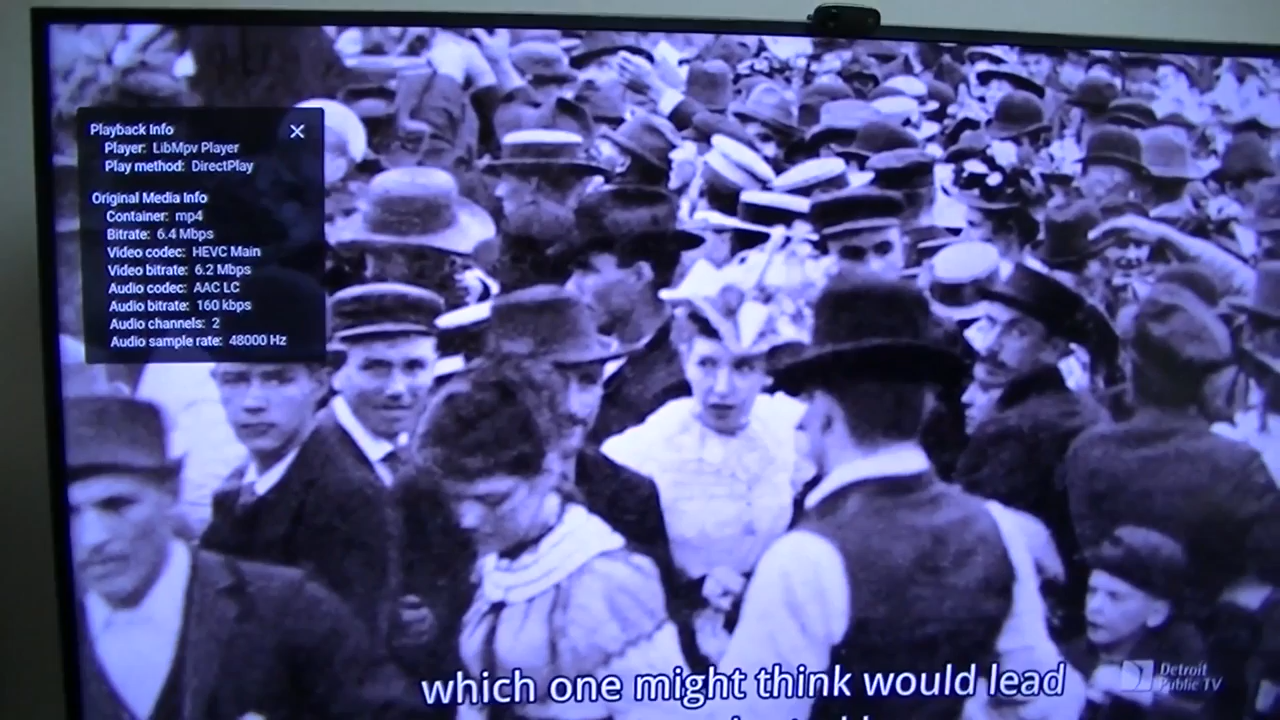 Playback Info
Player: LibMpv Player
Play method: DirectPlay
Original Media Info
Container: mp4
Bitrate: 6.4 Mbps
Video codec: HEVC Main
Video bitrate: 6.2 Mbps
Audio codec: AAC LC
Audio bitrate: 160 kbps
Audio channels: 2
Audio sample rate: 48000 Hz
which one might think would lead
Detroit
Public TV